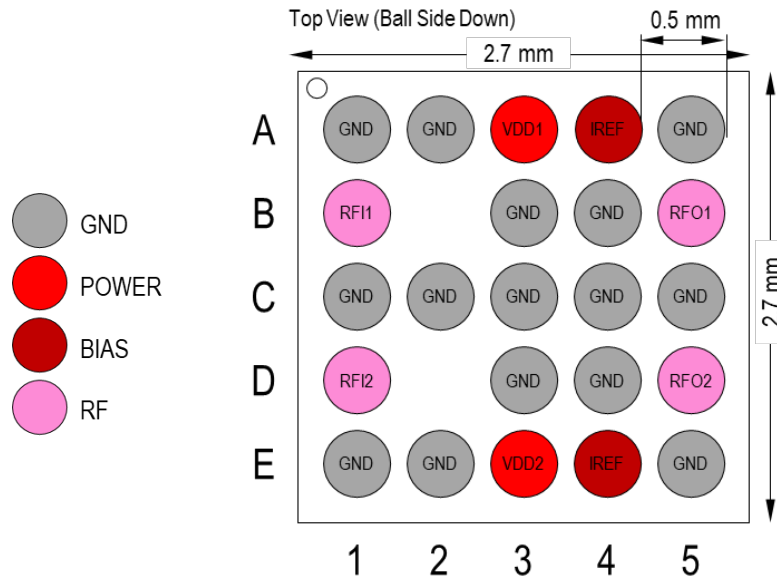 Top View (Ball Side Down)
0.5 mm
2.7 mm
A GND GND VDD1 IREF GND
B RFI1 GND GND RFO1
C GND GND GND GND GND
D RFI2 GND GND RFO2
E GND GND VDD2 IREF GND
1 2 3 4 5
2.7 mm
GND
POWER
BIAS
RF